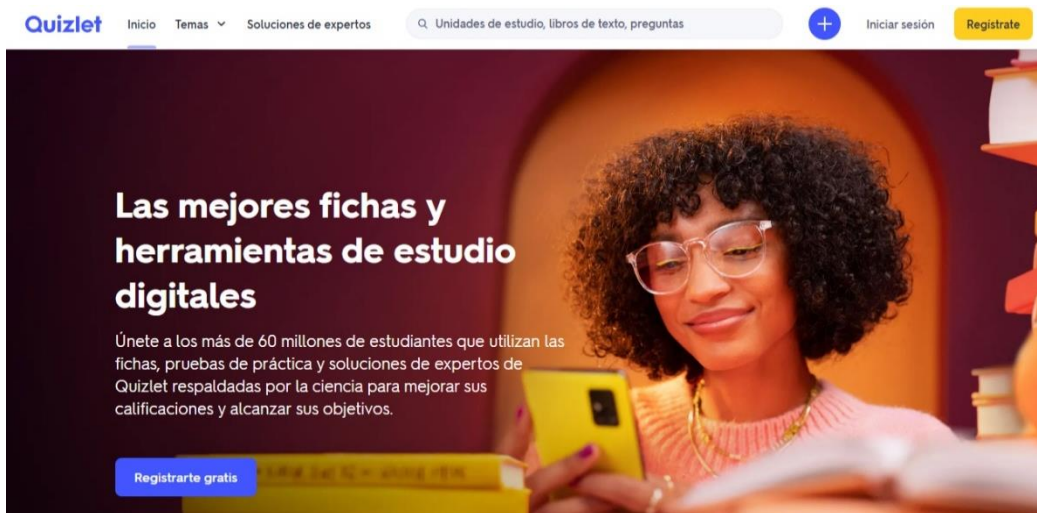 Quizlet
Inicio
Temas
Soluciones de expertos
Unidades de estudio, libros de texto, preguntas
Iniciar sesión
Regístrate
Las mejores fichas y
herramientas de estudio
digitales
Únete a los más de 60 millones de estudiantes que utilizan las
fichas, pruebas de práctica y soluciones de expertos de
Quizlet respaldadas por la ciencia para mejorar sus
calificaciones y alcanzar sus objetivos.
Registrarte gratis